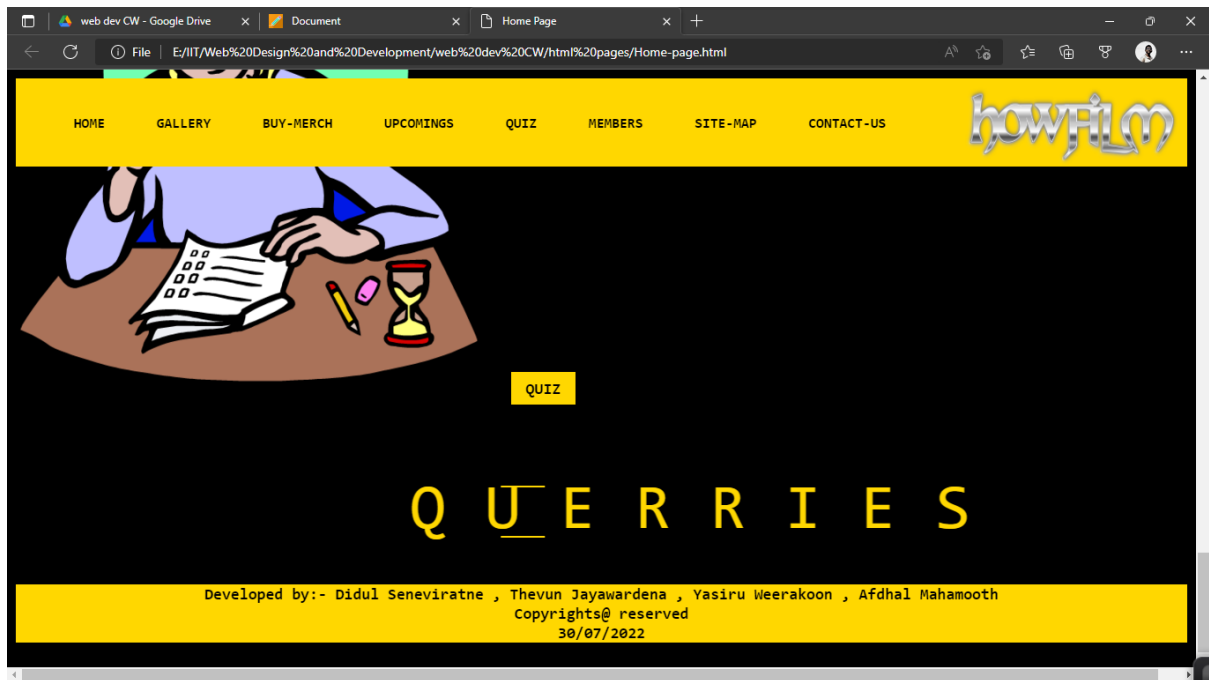 web dev CW - Google Drive
Document
Home Page
File
E:/IIT/Web%20Design%20and%20Development/web%20dev%20CW/html%20pages/Home-page.html
HOME GALLERY BUY-MERCH UPCOMINGS QUIZ MEMBERS SITE-MAP CONTACT-US
howFilm
QUIZ
Q U E R R I E S
Developed by:- Didul Seneviratne , Thevun Jayawardena , Yasiru Weerakoon , Afdhal Mahamooth
Copyrights@ reserved
30/07/2022